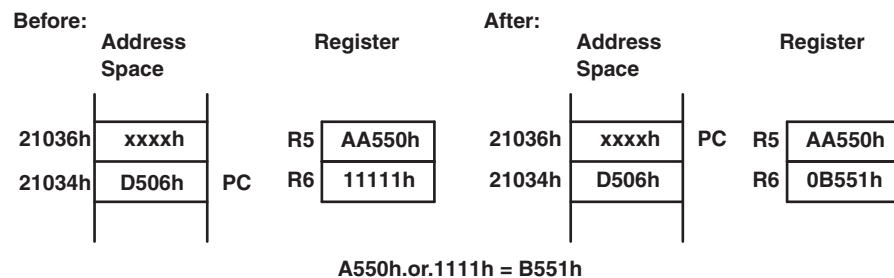 Before:
Address Space
Register
After:
Address Space
Register
21036h xxxxh R5 AA550h 21036h xxxxh PC R5 AA550h
21034h D506h PC R6 11111h 21034h D506h R6 0B551h
A550h.or.1111h = B551h